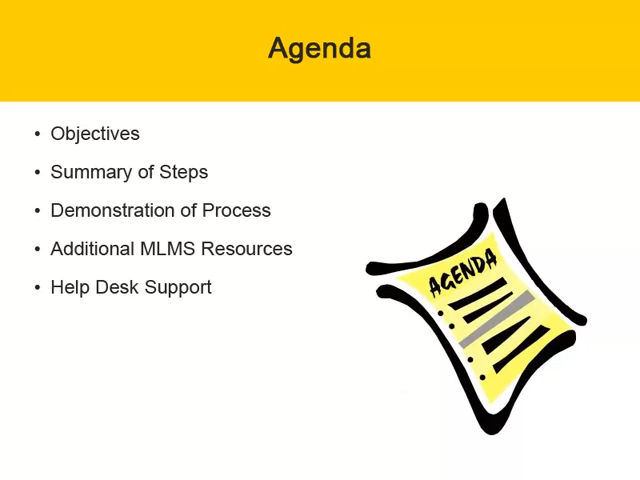 Agenda
• Objectives
• Summary of Steps
• Demonstration of Process
• Additional MLMS Resources
• Help Desk Support
AGENDA